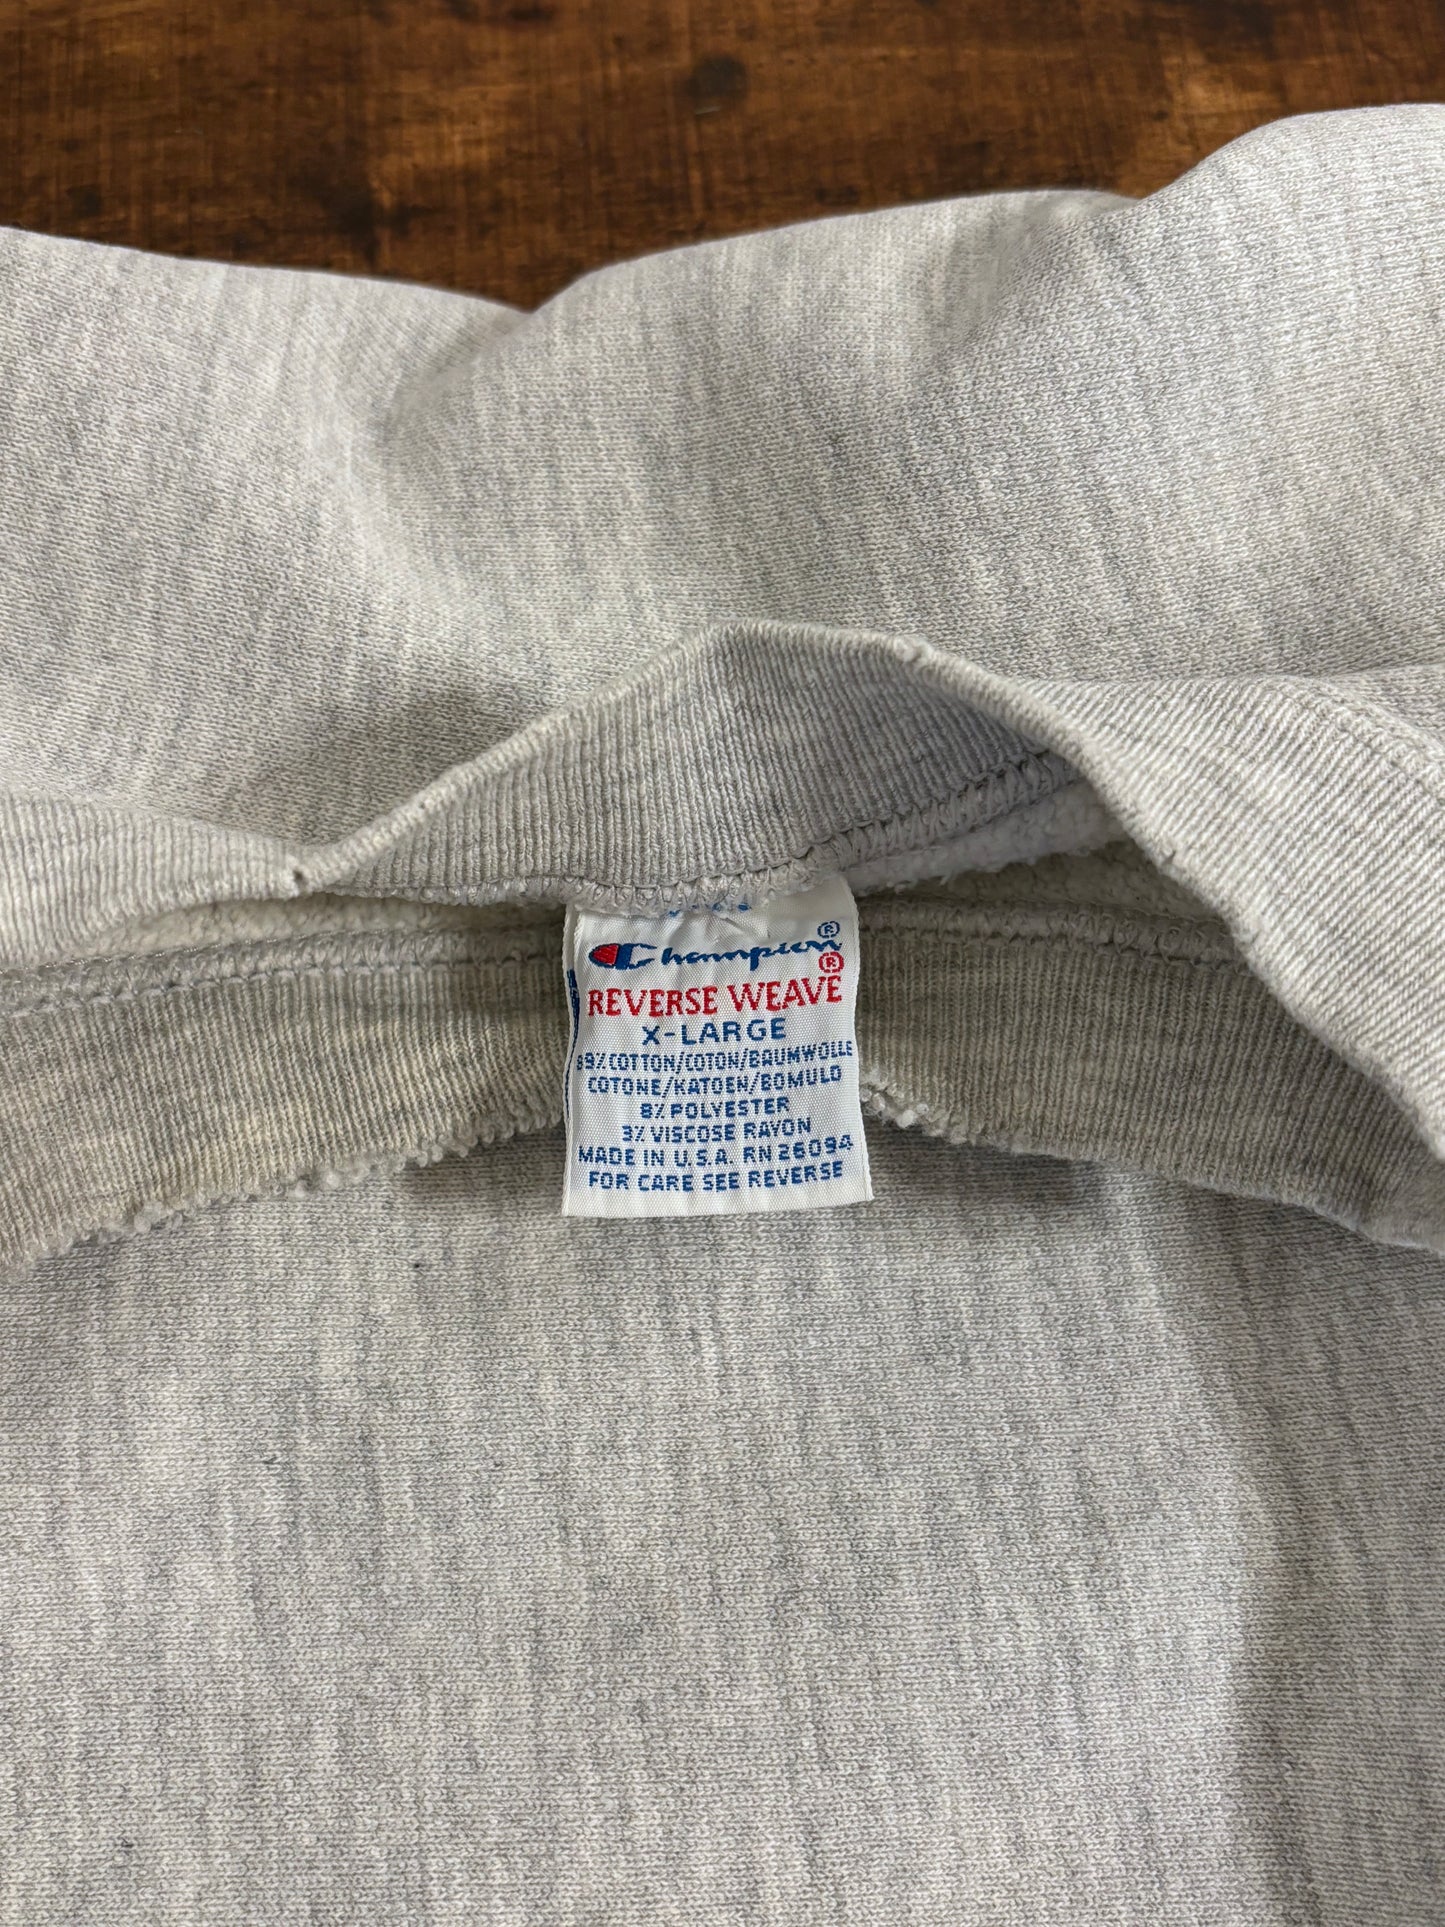 Champion®
REVERSE WEAVE®
X-LARGE
89% COTTON/COTON/BAUMWOLLE
COTONE/KATOEN/BOMULD
8% POLYESTER
3% VISCOSE RAYON
MADE IN U.S.A. RN 26094
FOR CARE SEE REVERSE